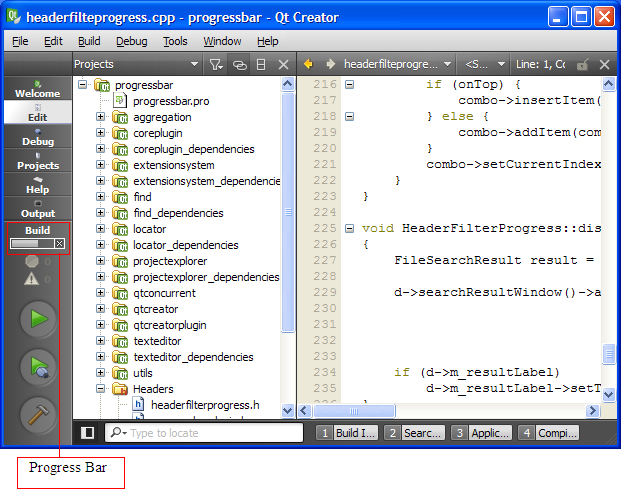 headerfilteprogress.cpp - progressbar - Qt Creator
File Edit Build Debug Tools Window Help
Projects
headerfilteprogress... <S... Line: 1, Co
Welcome
Edit
Debug
Projects
Help
Output
Build
0
0
progressbar
progressbar.pro
aggregation
coreplugin
coreplugin_dependencies
extensionsystem
extensionsystem_dependencie
find
find_dependencies
locator
locator_dependencies
projectexplorer
projectexplorer_dependencies
qtconcurrent
qtcreator
qtcreatorplugin
texteditor
texteditor_dependencies
utils
Headers
headerfilterprogress.h
216 if (onTop) {
217 combo->insertItem(
218 } else {
219 combo->addItem(com
220 }
221 combo->setCurrentIndex
222 }
223 }
224
225 void HeaderFilterProgress::dis
226 {
227 FileSearchResult result =
228
229 d->searchResultWindow()->a
230
231
232
233
234 if (d->m_resultLabel)
235 d->m_resultLabel->setT
Type to locate
1 Build I... 2 Searc... 3 Applic... 4 Compi...
Progress Bar